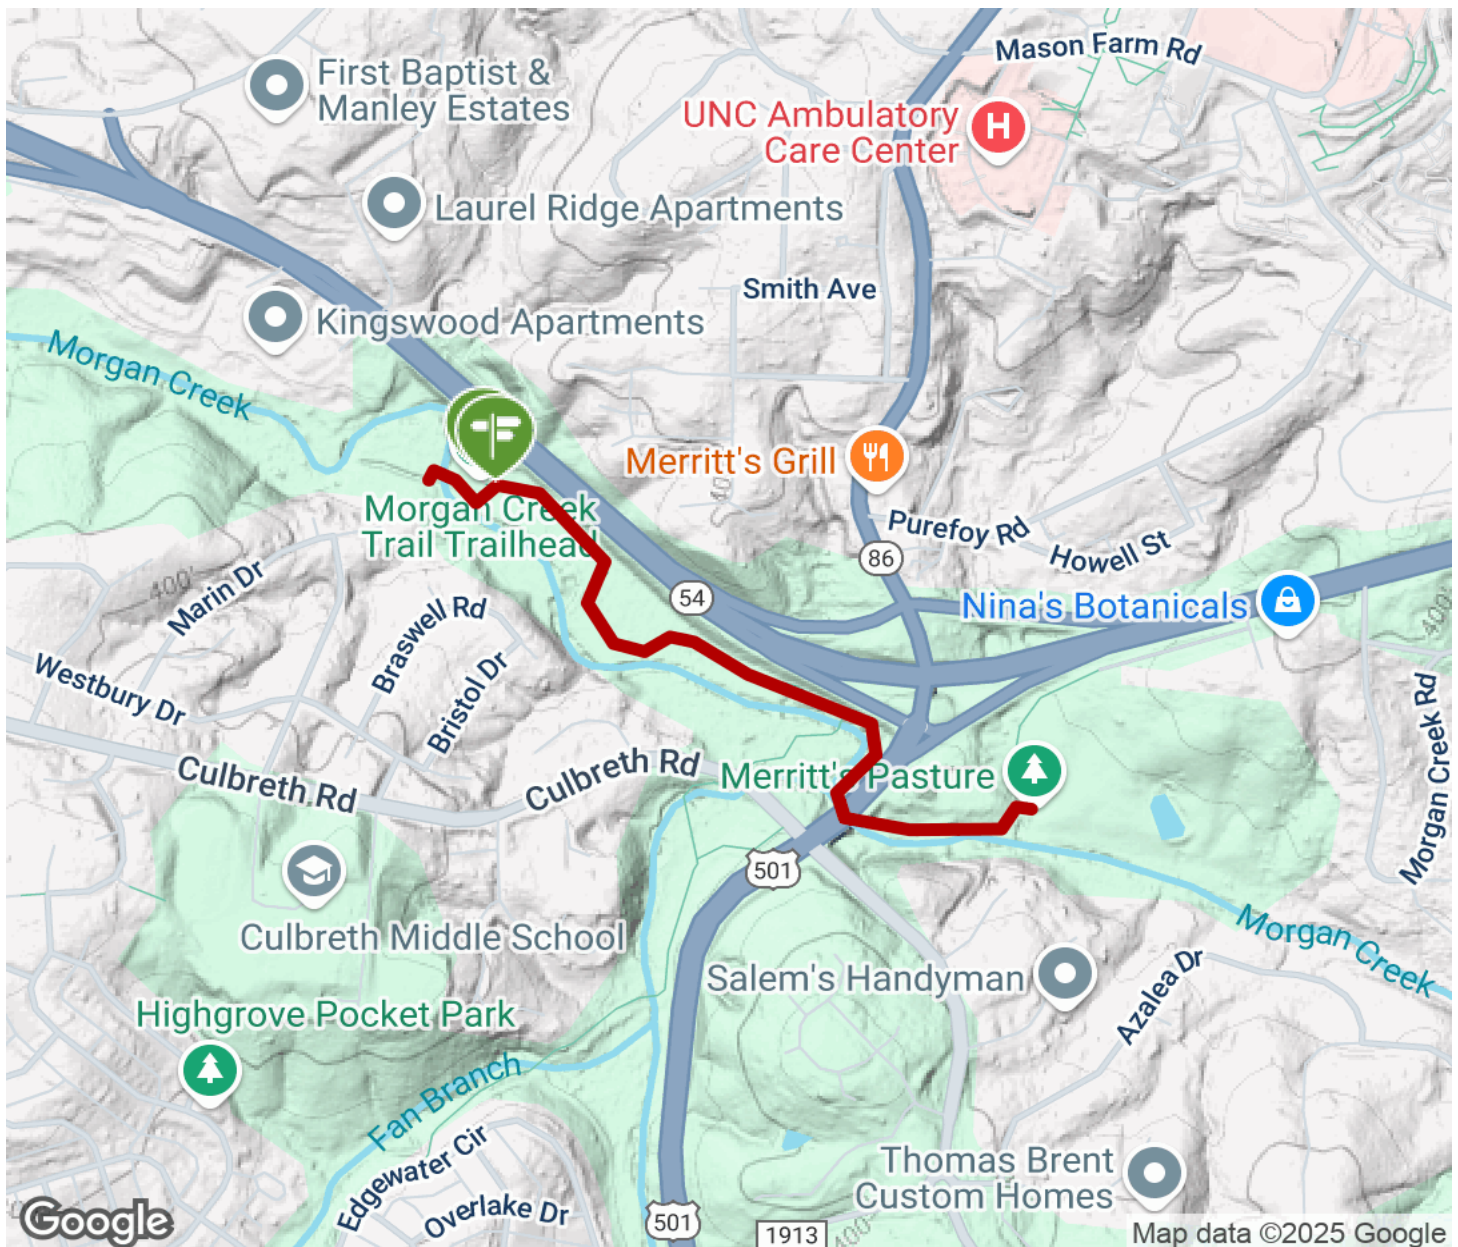 Mason Farm Rd
First Baptist &
Manley Estates
UNC Ambulatory
Care Center
H
Laurel Ridge Apartments
Smith Ave
Kingswood Apartments
Morgan Creek
Merritt's Grill
Morgan Creek
Trail Trailhead
Purefoy Rd
Howell St
86
400'
400'
400'
Marin Dr
54
Nina's Botanicals
Braswell Rd
Bristol Dr
Westbury Dr
Morgan Creek Rd
Culbreth Rd
Culbreth Rd
Merritt's Pasture
501
Culbreth Middle School
Morgan Creek
Salem's Handyman
Azalea Dr
Highgrove Pocket Park
Fan Branch
Edgewater Cir
Overlake Dr
Thomas Brent
Custom Homes
501
1913
400'
Google
Map data ©2025 Google